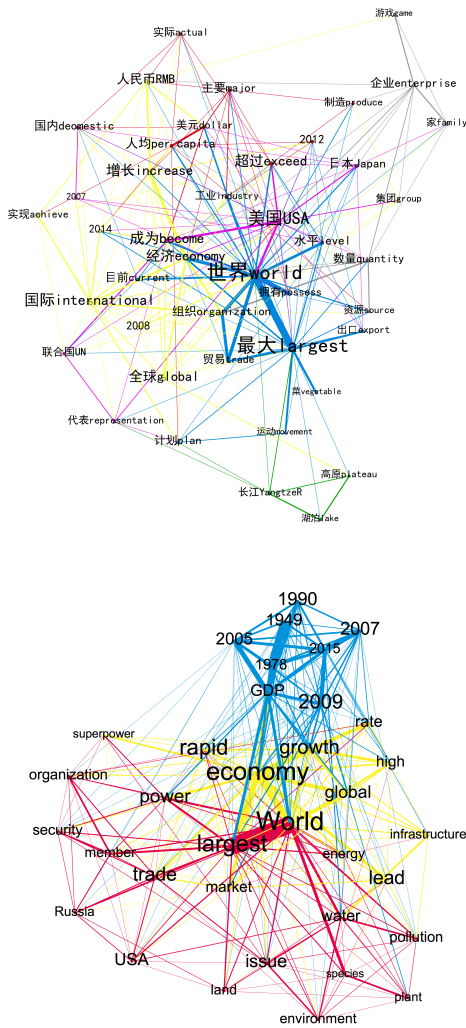 游戏game
实际actual
人民币RMB
企业enterprise
主要major
制造produce
国内deomestic
美元dollar
家family
人均per_capita
2012
超过exceed
日本Japan
增长increase
2007
工业industry
集团group
实现achieve
美国USA
2014
成为become
水平level
经济economy
数量quantity
世界world
目前current
拥有possess
国际international
组织organization
资源source
2008
出口export
最大largest
联合国UN
贸易trade
全球global
菜vegetable
代表representation
运动movement
计划plan
高原plateau
长江YangtzeR
湖泊lake
1990
1949
2007
2005
2015
1978
GDP
2009
rate
superpower
rapid
growth
high
organization
economy
power
global
World
security
infrastructure
largest
member
energy
trade
market
lead
Russia
water
pollution
USA
issue
species
land
plant
environment